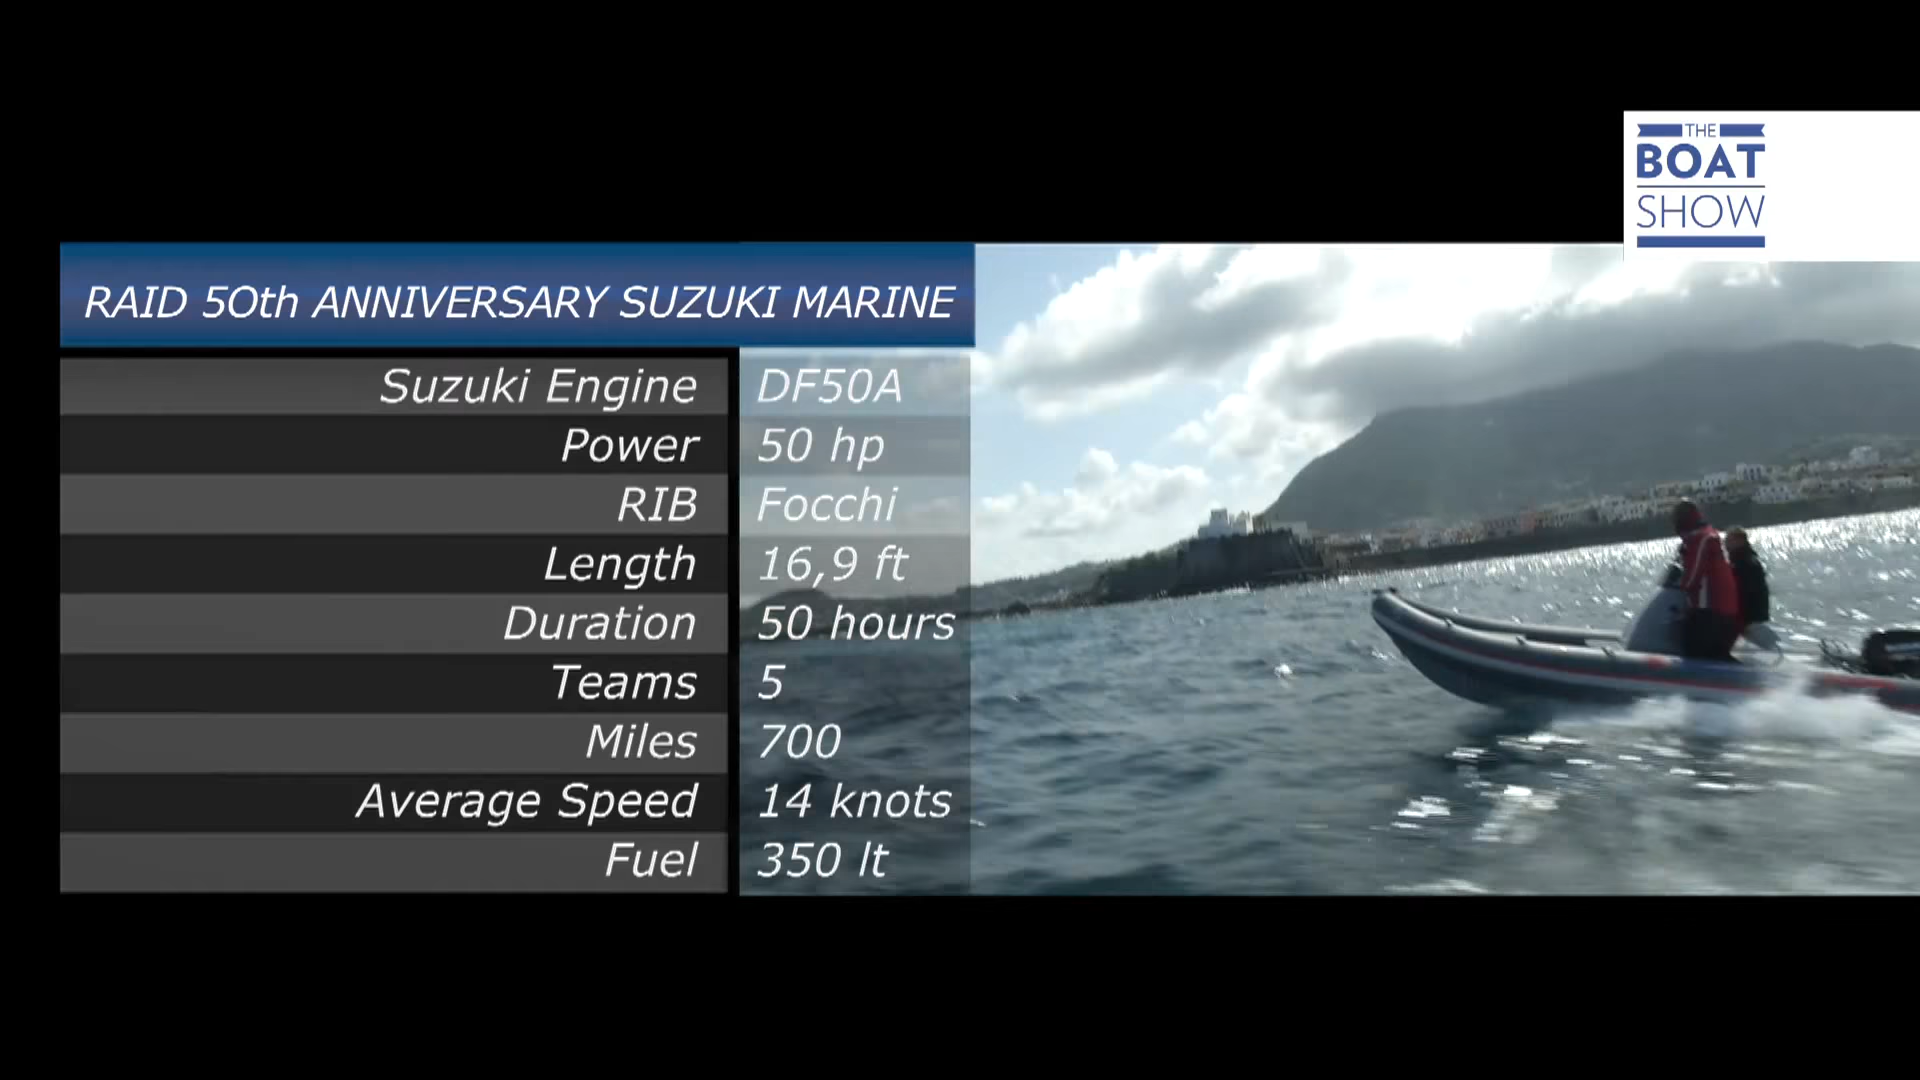 THE
BOAT
SHOW
RAID 50th ANNIVERSARY SUZUKI MARINE
Suzuki Engine DF50A
Power 50 hp
RIB Focchi
Length 16,9 ft
Duration 50 hours
Teams 5
Miles 700
Average Speed 14 knots
Fuel 350 lt